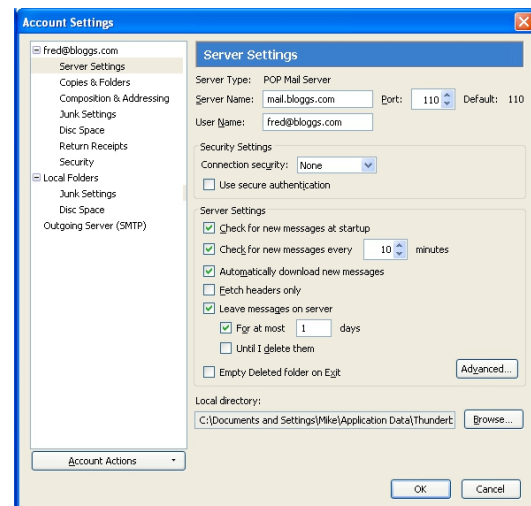 Account Settings
fred@bloggs.com
Server Settings
Copies & Folders
Composition & Addressing
Junk Settings
Disc Space
Return Receipts
Security
Local Folders
Junk Settings
Disc Space
Outgoing Server (SMTP)
Account Actions
Server Settings
Server Type: POP Mail Server
Server Name: mail.bloggs.com Port: 110 Default: 110
User Name: fred@bloggs.com
Security Settings
Connection security: None
Use secure authentication
Server Settings
Check for new messages at startup
Check for new messages every 10 minutes
Automatically download new messages
Fetch headers only
Leave messages on server
For at most 1 days
Until I delete them
Empty Deleted folder on Exit
Advanced...
Local directory:
C:\Documents and Settings\Mike\Application Data\Thundert Browse...
OK Cancel